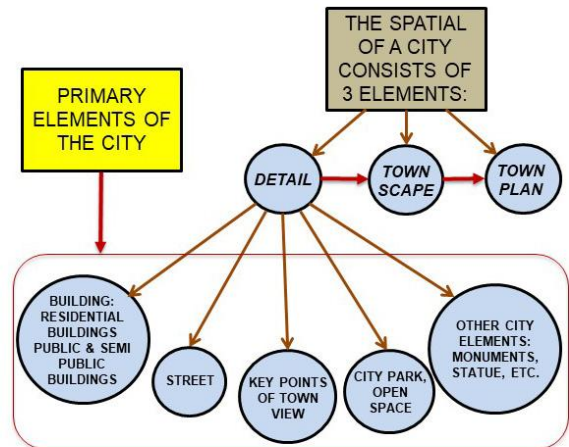 THE SPATIAL
OF A CITY
CONSISTS OF
3 ELEMENTS:
PRIMARY
ELEMENTS OF
THE CITY
DETAIL
TOWN
SCAPE
TOWN
PLAN
BUILDING:
RESIDENTIAL
BUILDINGS
PUBLIC & SEMI
PUBLIC
BUILDINGS
STREET
KEY POINTS
OF TOWN
VIEW
CITY PARK,
OPEN
SPACE
OTHER CITY
ELEMENTS:
MONUMENTS,
STATUE, ETC.